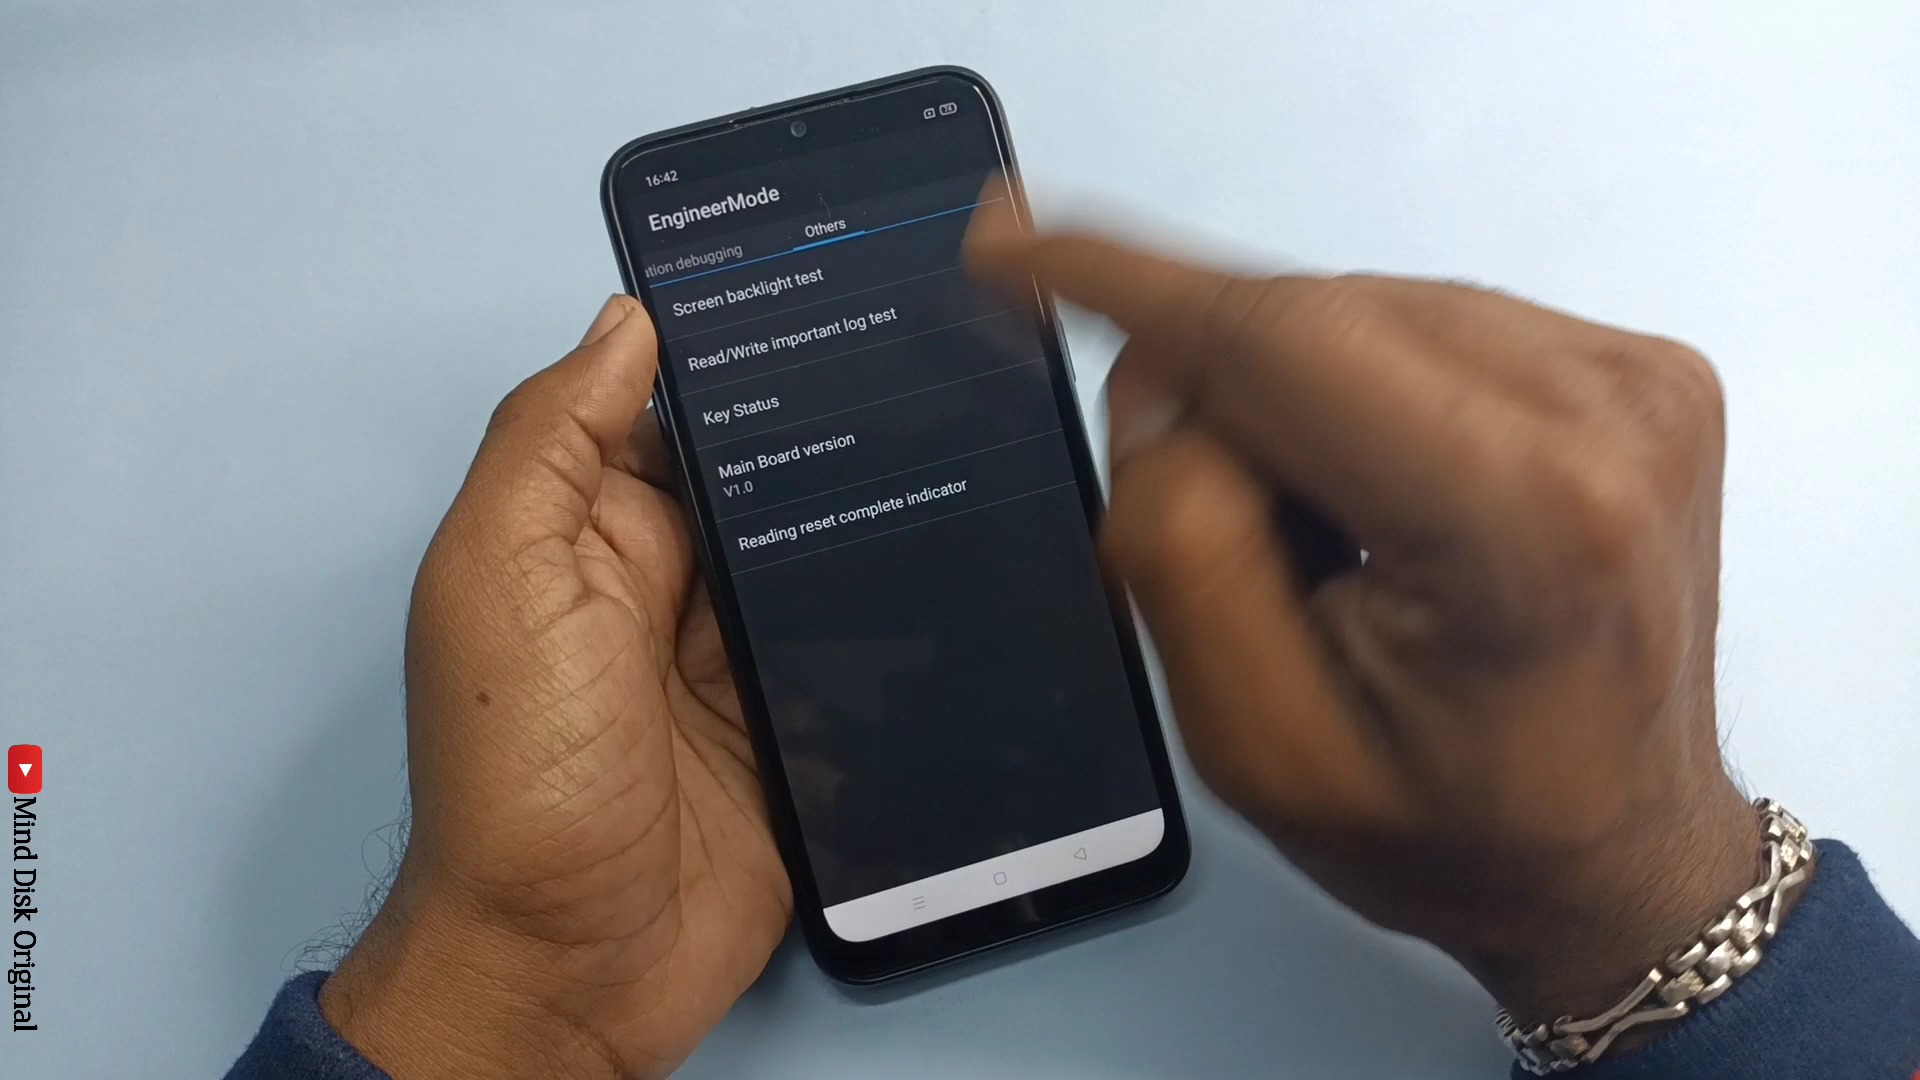 16:42
74
EngineerMode
ation debugging
Others
Screen backlight test
Read/Write important log test
Key Status
Main Board version
V1.0
Reading reset complete indicator
Mind Disk Original